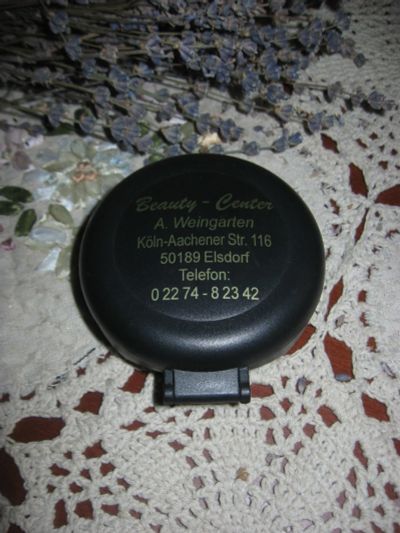 Beauty - Center
A. Weingarten
Köln-Aachener Str. 116
50189 Elsdorf
Telefon:
0 22 74 - 8 23 42